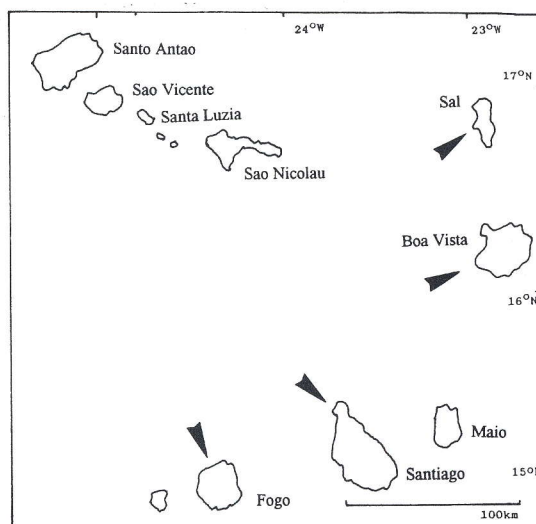 24°W
23°W
Santo Antao
17°N
Sao Vicente
Sal
Santa Luzia
Sao Nicolau
Boa Vista
16°N
Maio
Santiago
15°N
Fogo
100km